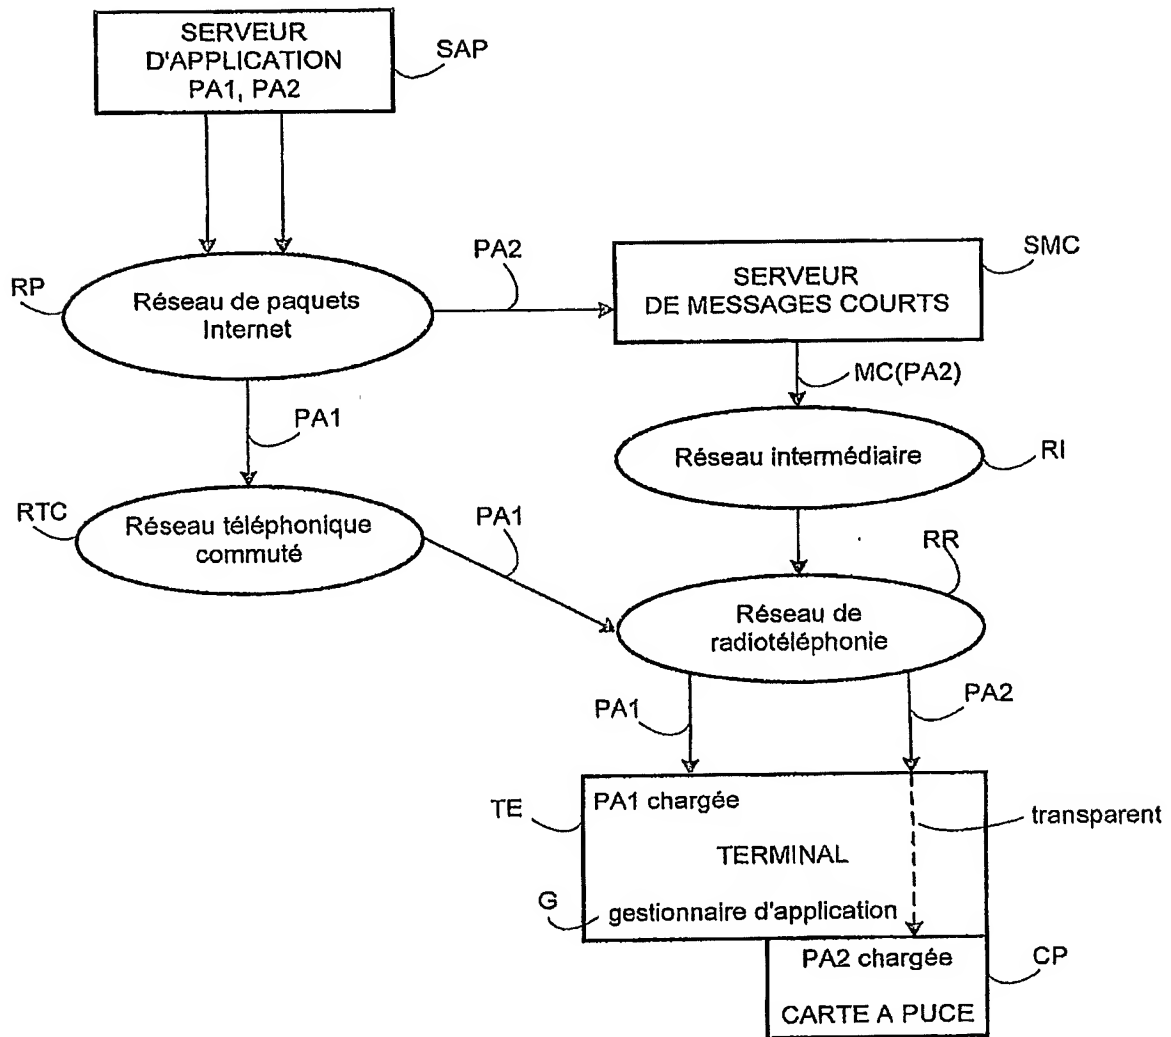 SERVEUR
D'APPLICATION
PA1, PA2
SAP
RP
Réseau de paquets
Internet
PA2
SERVEUR
DE MESSAGES COURTS
SMC
PA1
MC(PA2)
Réseau intermédiaire
RI
RTC
Réseau téléphonique
commuté
PA1
RR
Réseau de
radiotéléphonie
PA1
PA2
TE
PA1 chargée
transparent
TERMINAL
G
gestionnaire d'application
PA2 chargée
CP
CARTE A PUCE